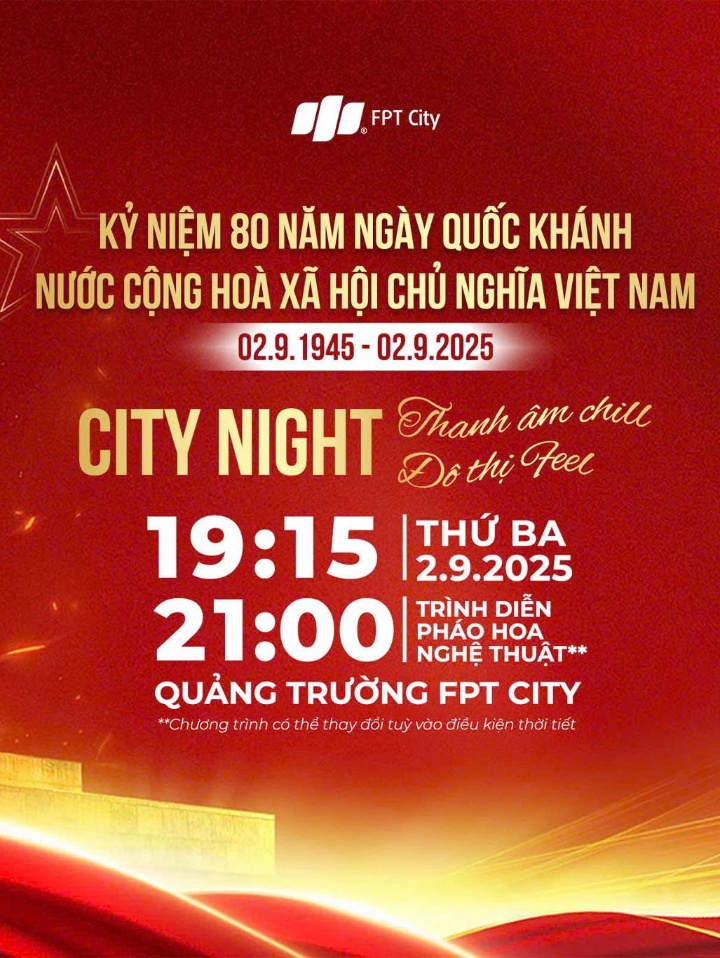 FPT City
KỶ NIỆM 80 NĂM NGÀY QUỐC KHÁNH
NƯỚC CỘNG HOÀ XÃ HỘI CHỦ NGHĨA VIỆT NAM
02.9.1945 - 02.9.2025
CITY NIGHT
Thanh âm chill
Đô thị Feel
19:15
THỨ BA
2.9.2025
21:00
TRÌNH DIỄN
PHÁO HOA
NGHỆ THUẬT**
QUẢNG TRƯỜNG FPT CITY
**Chương trình có thể thay đổi tuỳ vào điều kiện thời tiết